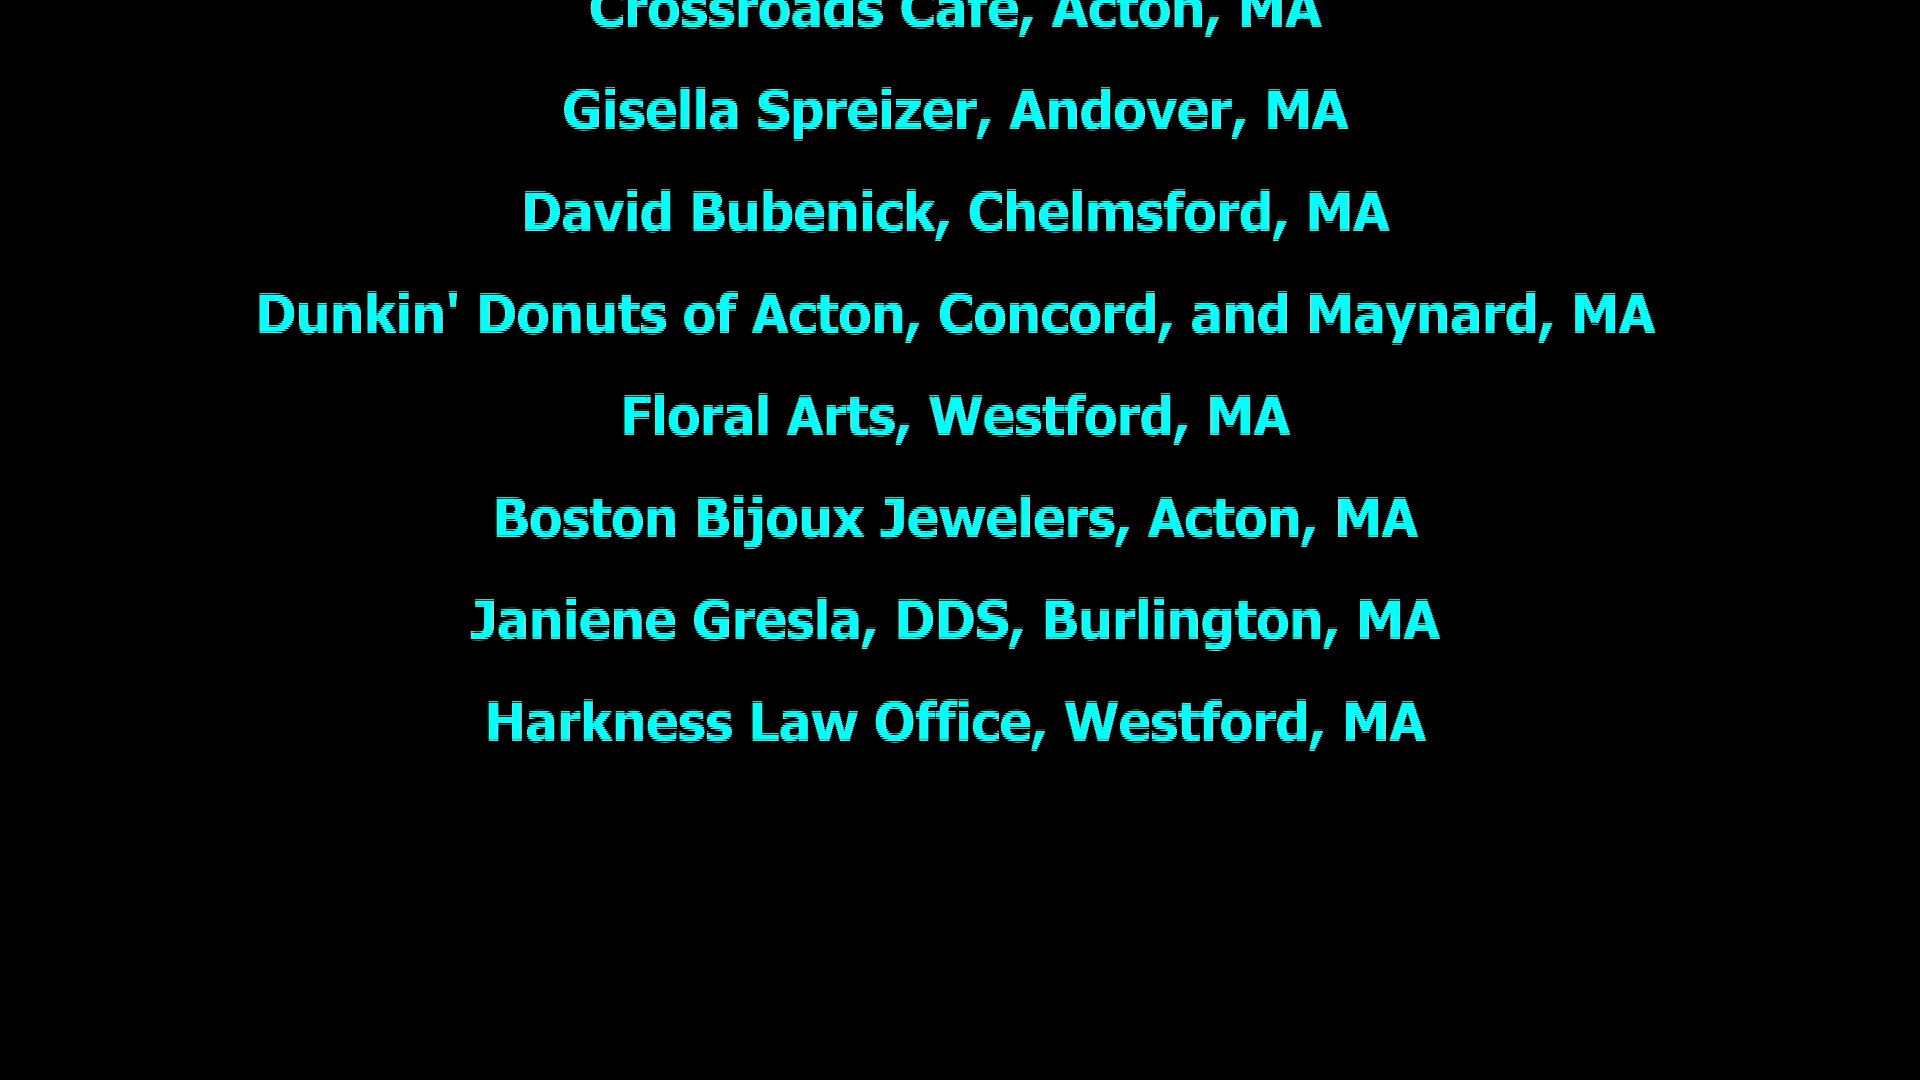 Crossroads Cafe, Acton, MA
Gisella Spreizer, Andover, MA
David Bubenick, Chelmsford, MA
Dunkin' Donuts of Acton, Concord, and Maynard, MA
Floral Arts, Westford, MA
Boston Bijoux Jewelers, Acton, MA
Janiene Gresla, DDS, Burlington, MA
Harkness Law Office, Westford, MA